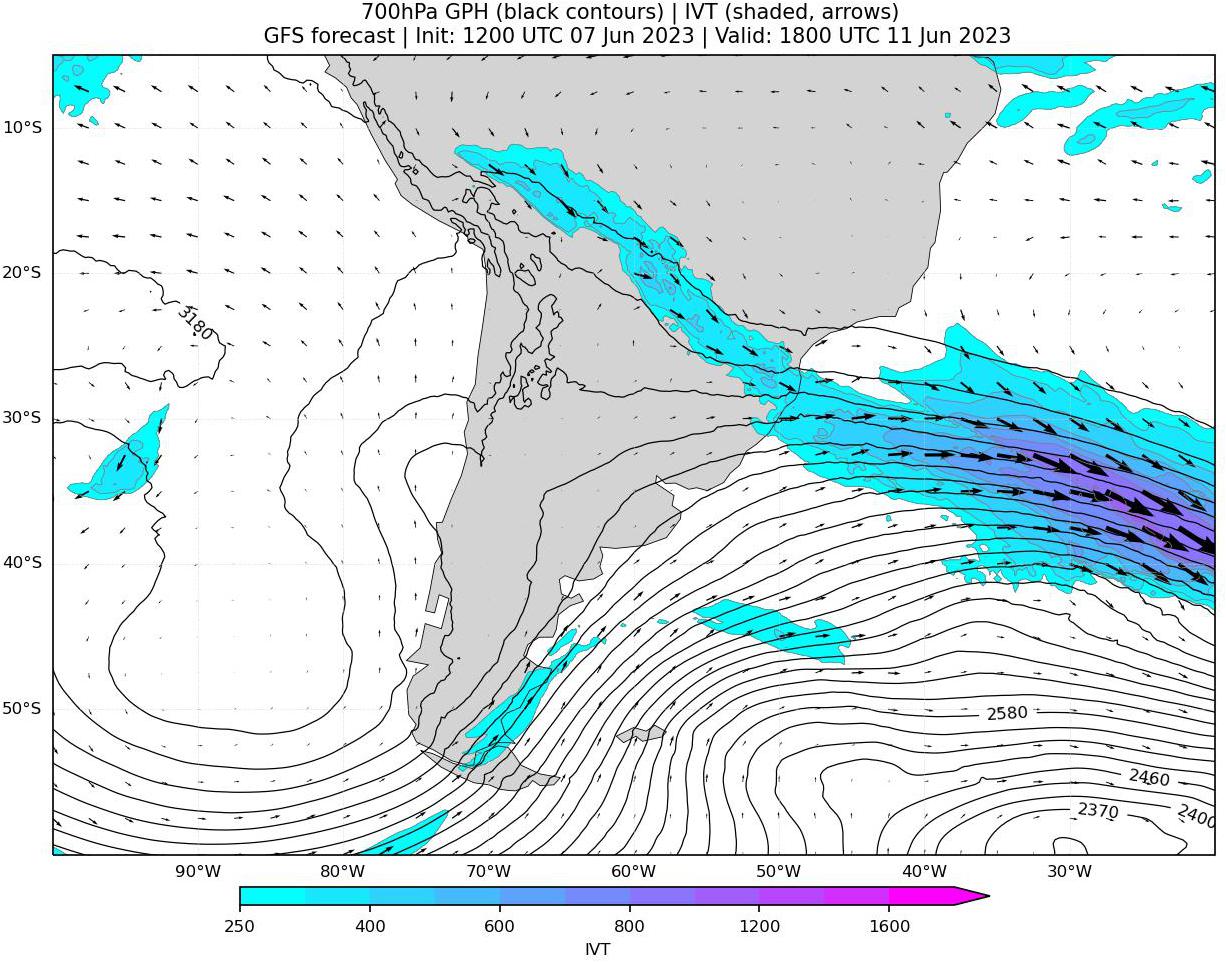 700hPa GPH (black contours) | IVT (shaded, arrows)
GFS forecast | Init: 1200 UTC 07 Jun 2023 | Valid: 1800 UTC 11 Jun 2023
10°S
20°S
3180
30°S
40°S
50°S
2580
2460
2370
2400
90°W 80°W 70°W 60°W 50°W 40°W 30°W
250 400 600 800 1200 1600
IVT